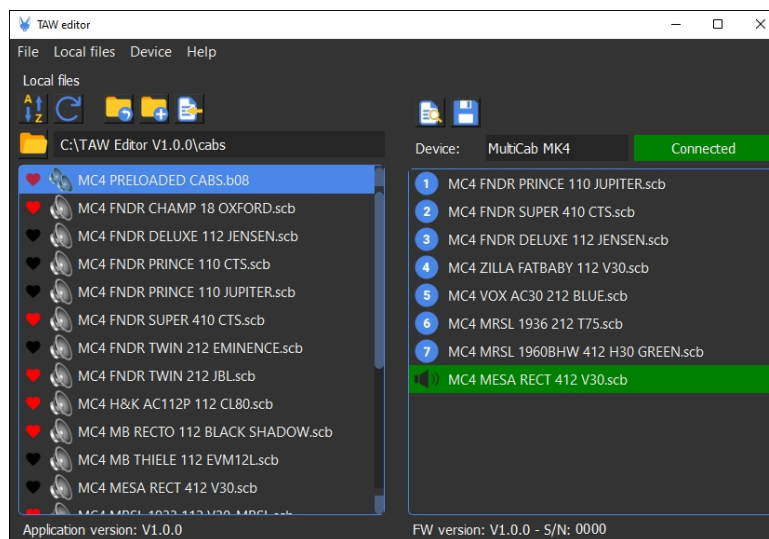 TAW editor
File Local files Device Help
Local files
A
Z
C:\TAW Editor V1.0.0\cabs
MC4 PRELOADED CABS.b08
MC4 FNDR CHAMP 18 OXFORD.scb
MC4 FNDR DELUXE 112 JENSEN.scb
MC4 FNDR PRINCE 110 CTS.scb
MC4 FNDR PRINCE 110 JUPITER.scb
MC4 FNDR SUPER 410 CTS.scb
MC4 FNDR TWIN 212 EMINENCE.scb
MC4 FNDR TWIN 212 JBL.scb
MC4 H&K AC112P 112 CL80.scb
MC4 MB RECTO 112 BLACK SHADOW.scb
MC4 MB THIELE 112 EVM12L.scb
MC4 MESA RECT 412 V30.scb
Application version: V1.0.0
Device: MultiCab MK4 Connected
1 MC4 FNDR PRINCE 110 JUPITER.scb
2 MC4 FNDR SUPER 410 CTS.scb
3 MC4 FNDR DELUXE 112 JENSEN.scb
4 MC4 ZILLA FATBABY 112 V30.scb
5 MC4 VOX AC30 212 BLUE.scb
6 MC4 MRSL 1936 212 T75.scb
7 MC4 MRSL 1960BHW 412 H30 GREEN.scb
MC4 MESA RECT 412 V30.scb
FW version: V1.0.0 - S/N: 0000